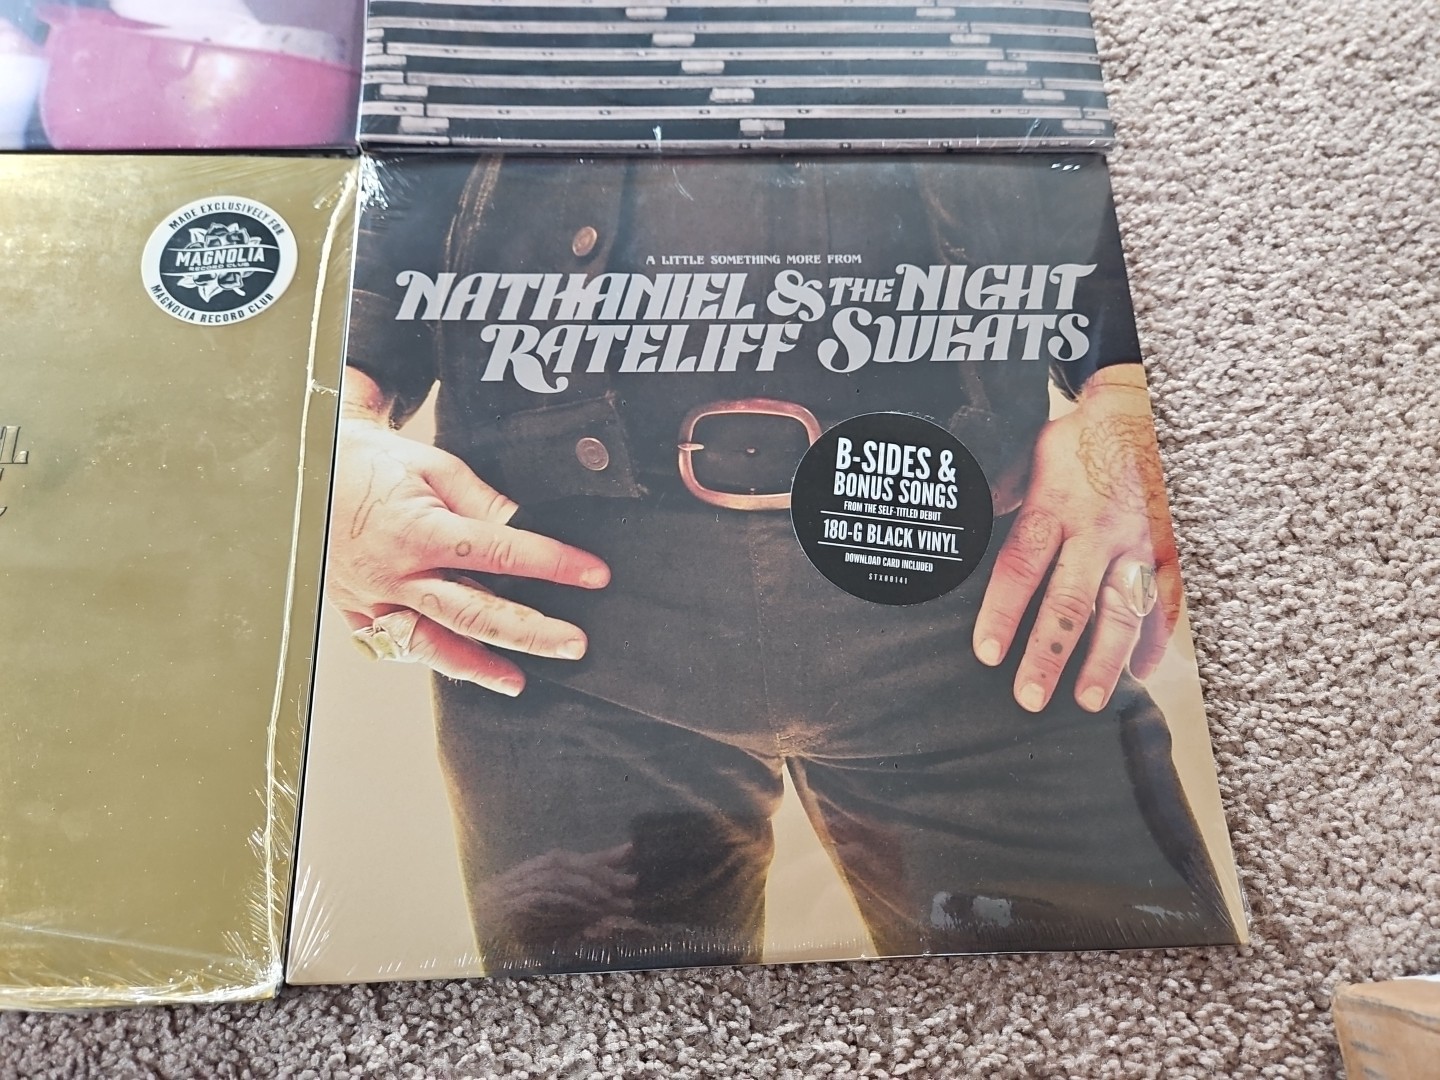 MADE EXCLUSIVELY FOR
MAGNOLIA
RECORD CLUB
MAGNOLIA RECORD CLUB
A LITTLE SOMETHING MORE FROM
NATHANIEL & THE NIGHT
RATELIFF SWEATS
B-SIDES &
BONUS SONGS
FROM THE SELF-TITLED DEBUT
180-G BLACK VINYL
DOWNLOAD CARD INCLUDED